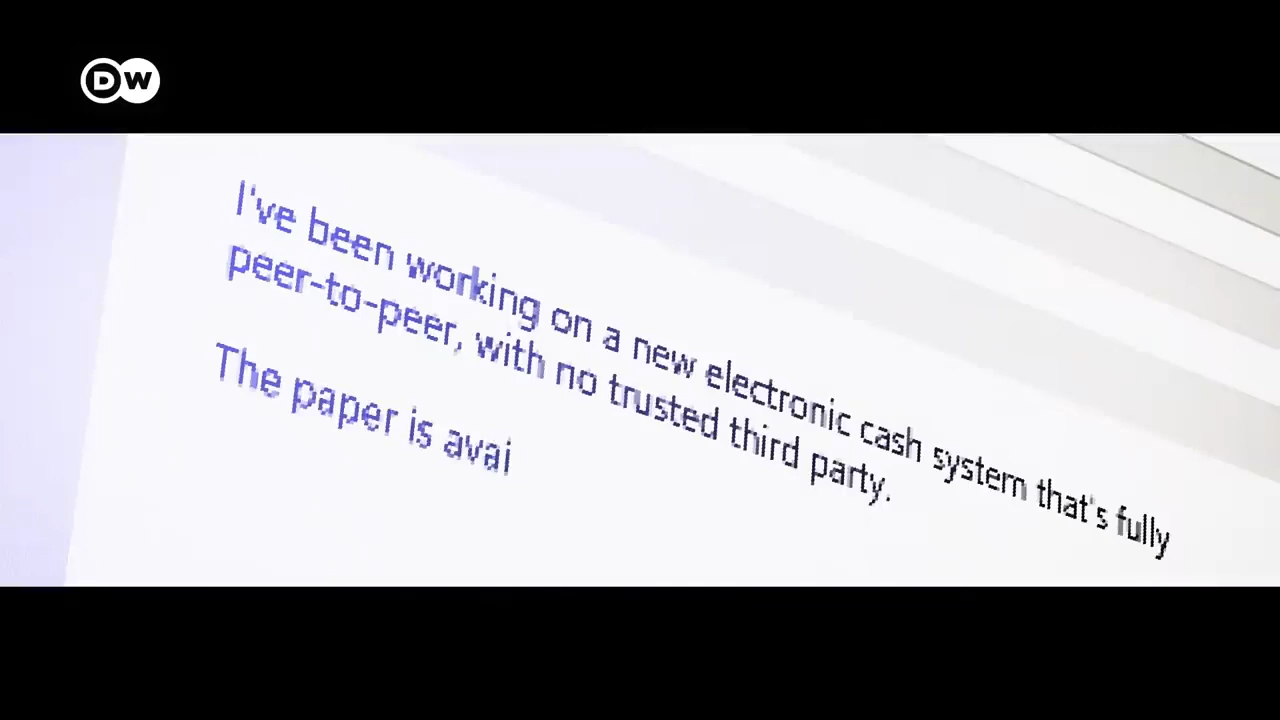 DW
I've been working on a new electronic cash system that's fully
peer-to-peer, with no trusted third party.
The paper is avai